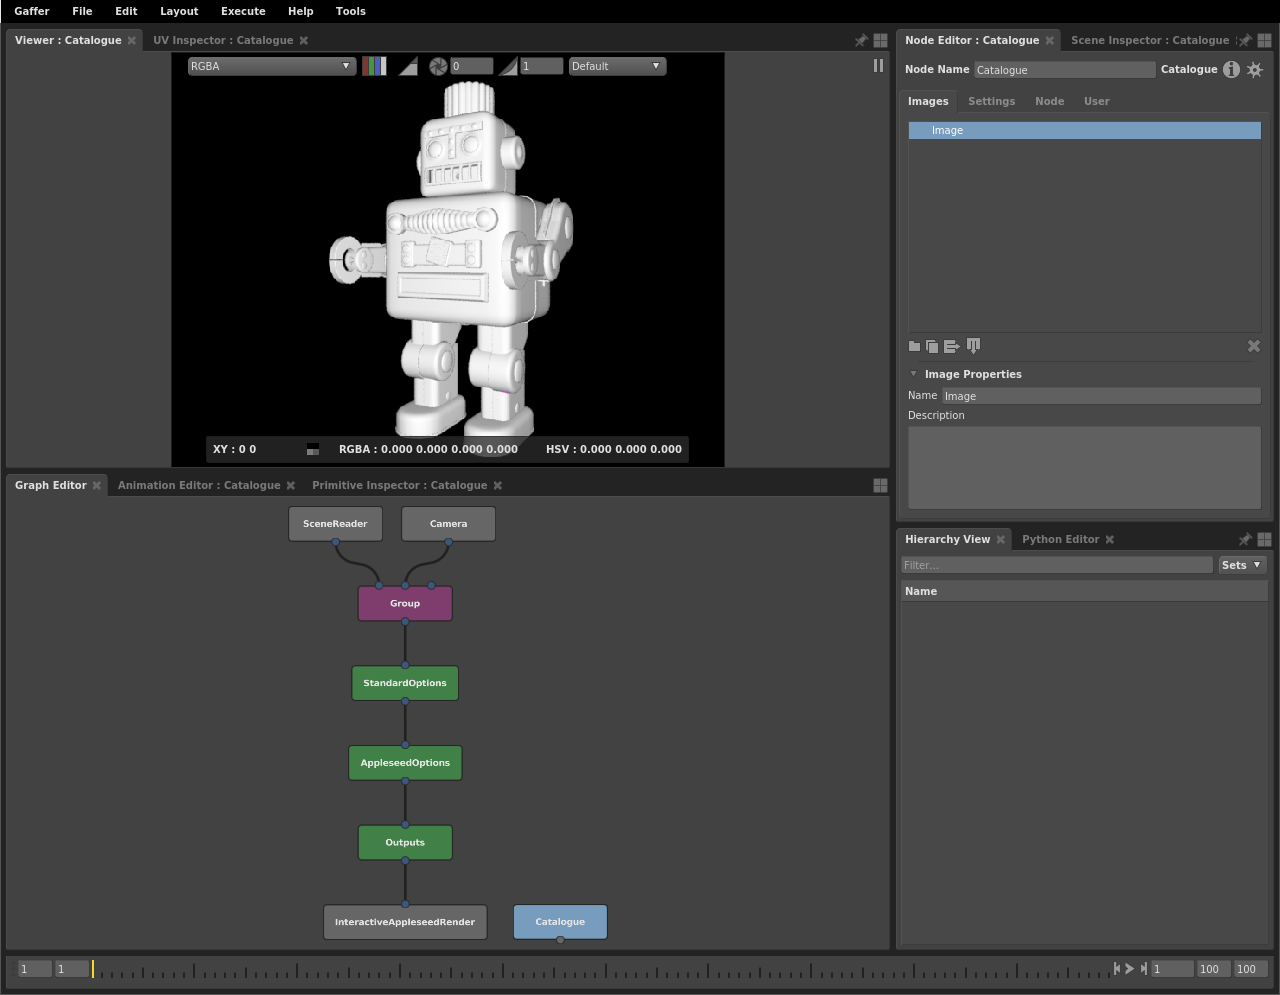 Gaffer File Edit Layout Execute Help Tools
Viewer : Catalogue UV Inspector : Catalogue
RGBA 0 1 Default
XY : 0 0 RGBA : 0.000 0.000 0.000 0.000 HSV : 0.000 0.000 0.000
Node Editor : Catalogue Scene Inspector : Catalogue
Node Name Catalogue Catalogue
Images Settings Node User
Image
Image Properties
Name Image
Description
Graph Editor Animation Editor : Catalogue Primitive Inspector : Catalogue
SceneReader Camera
Group
StandardOptions
AppleseedOptions
Outputs
InteractiveAppleseedRender Catalogue
Hierarchy View Python Editor
Filter... Sets
Name
1 1 1 100 100